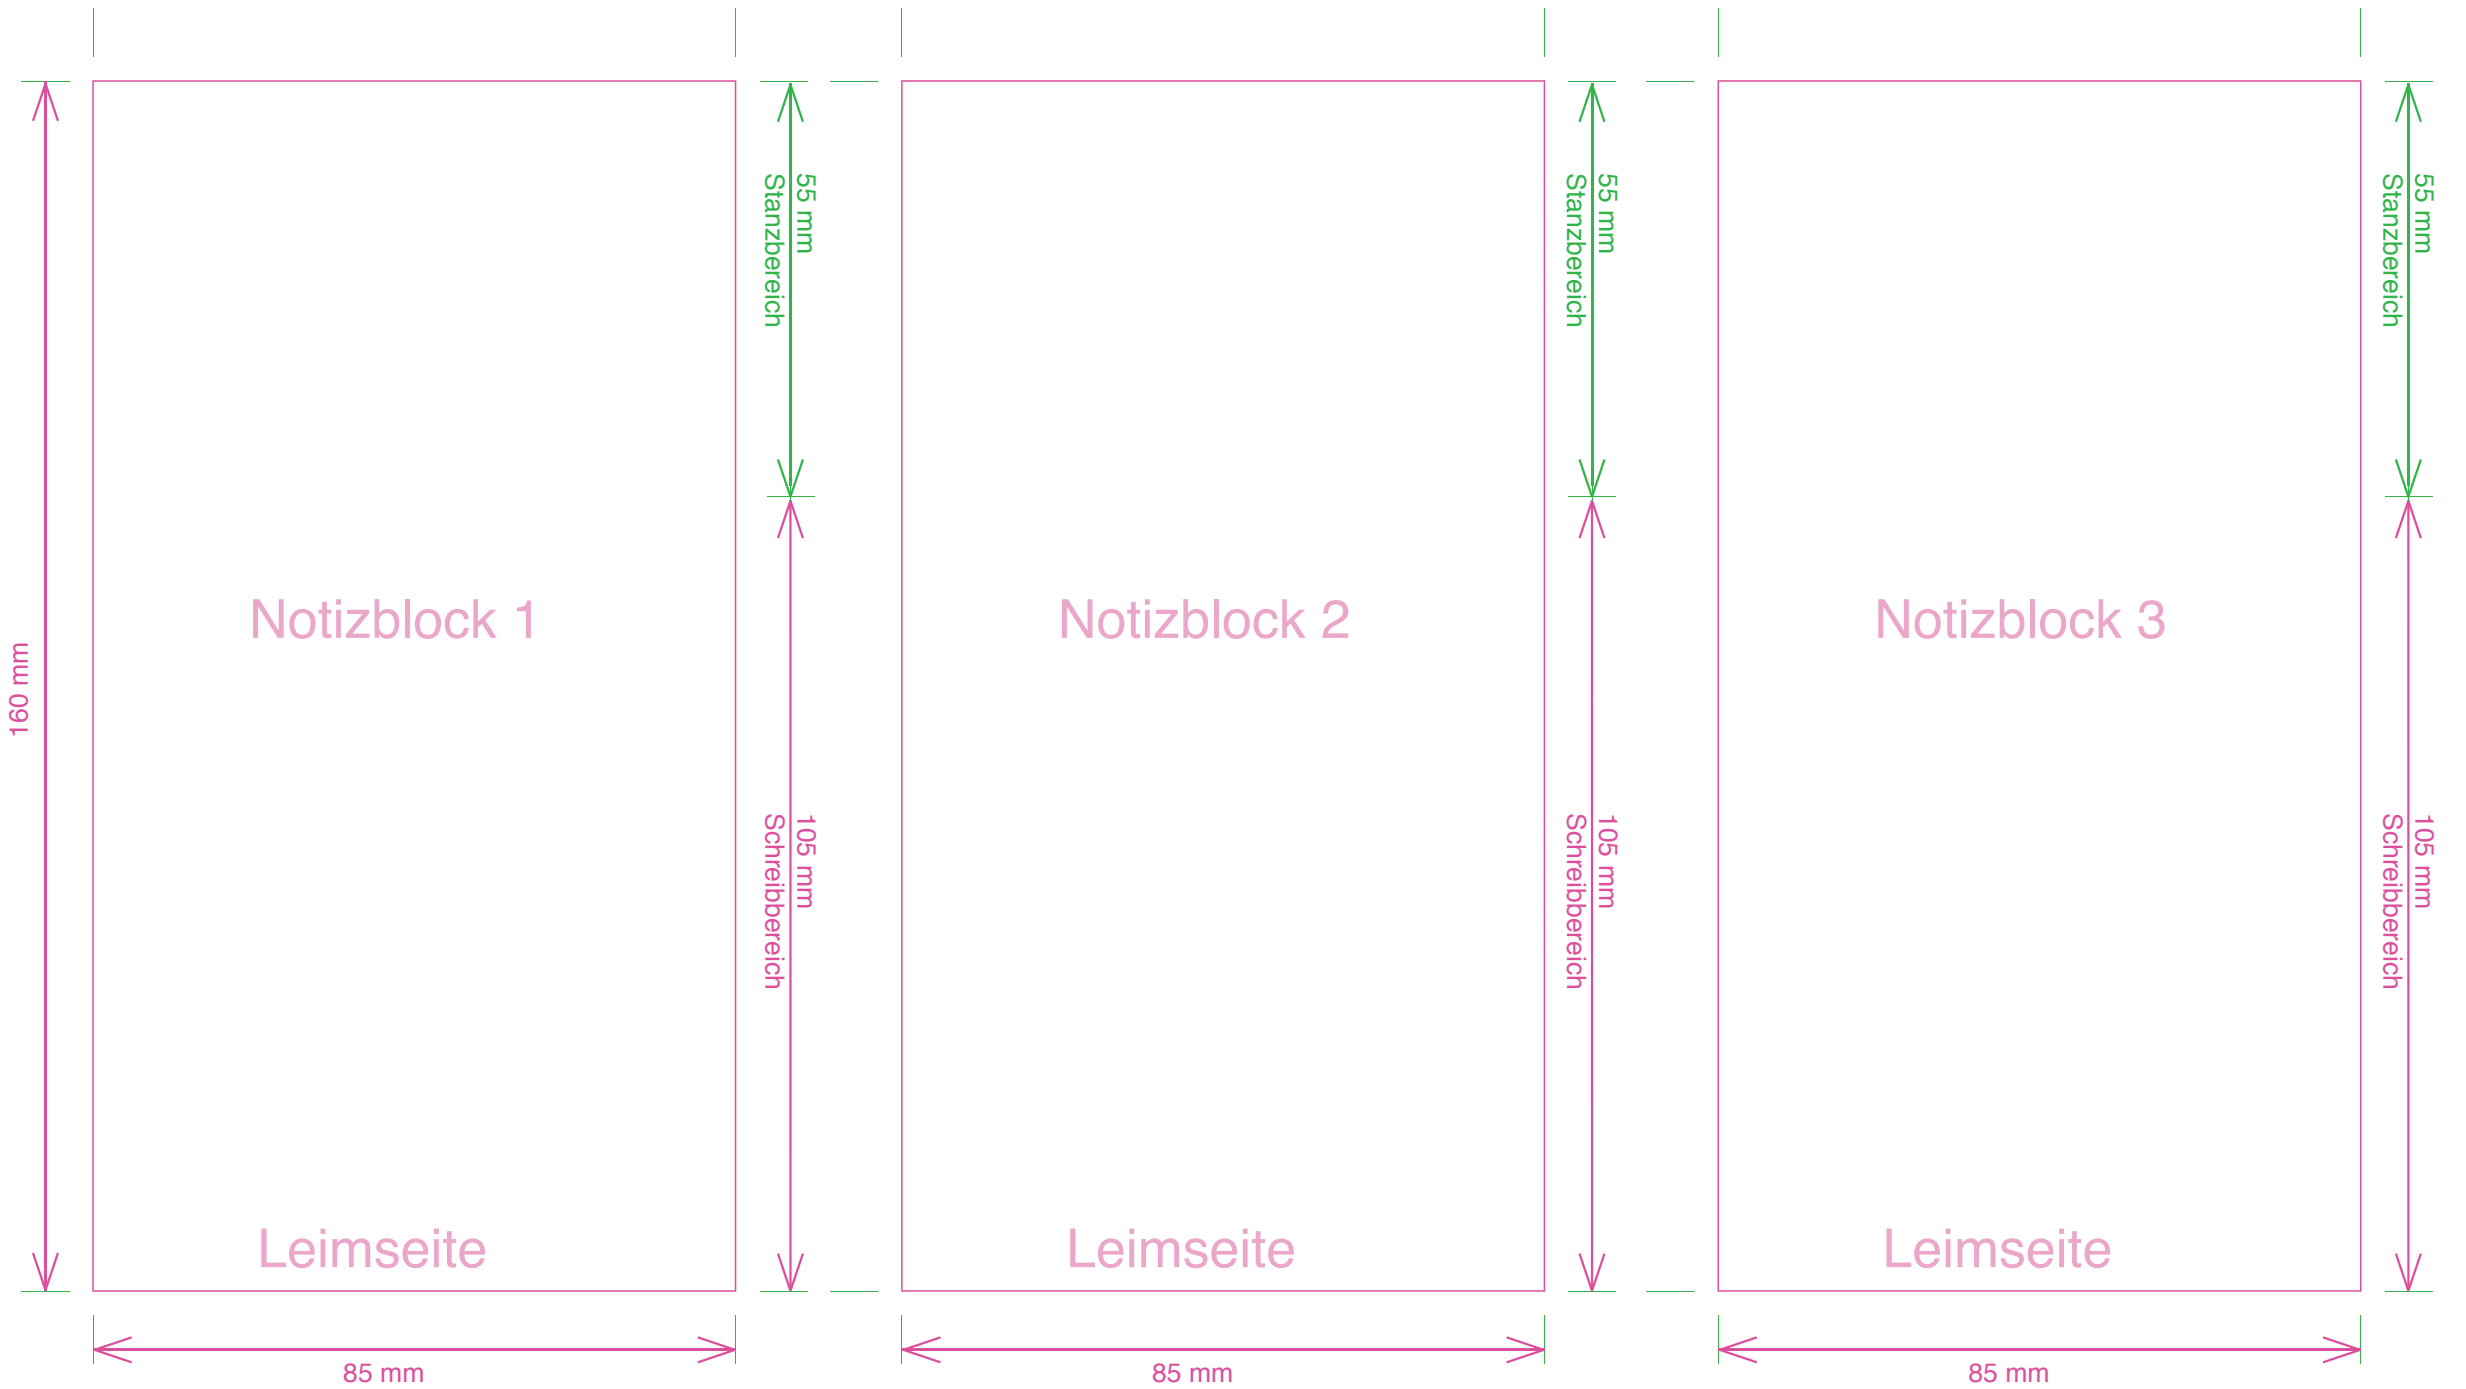 160 mm
Notizblock 1
Leimseite
85 mm
55 mm
Stanzbereich
105 mm
Schreibbereich
Notizblock 2
Leimseite
85 mm
55 mm
Stanzbereich
105 mm
Schreibbereich
Notizblock 3
Leimseite
85 mm
55 mm
Stanzbereich
105 mm
Schreibbereich